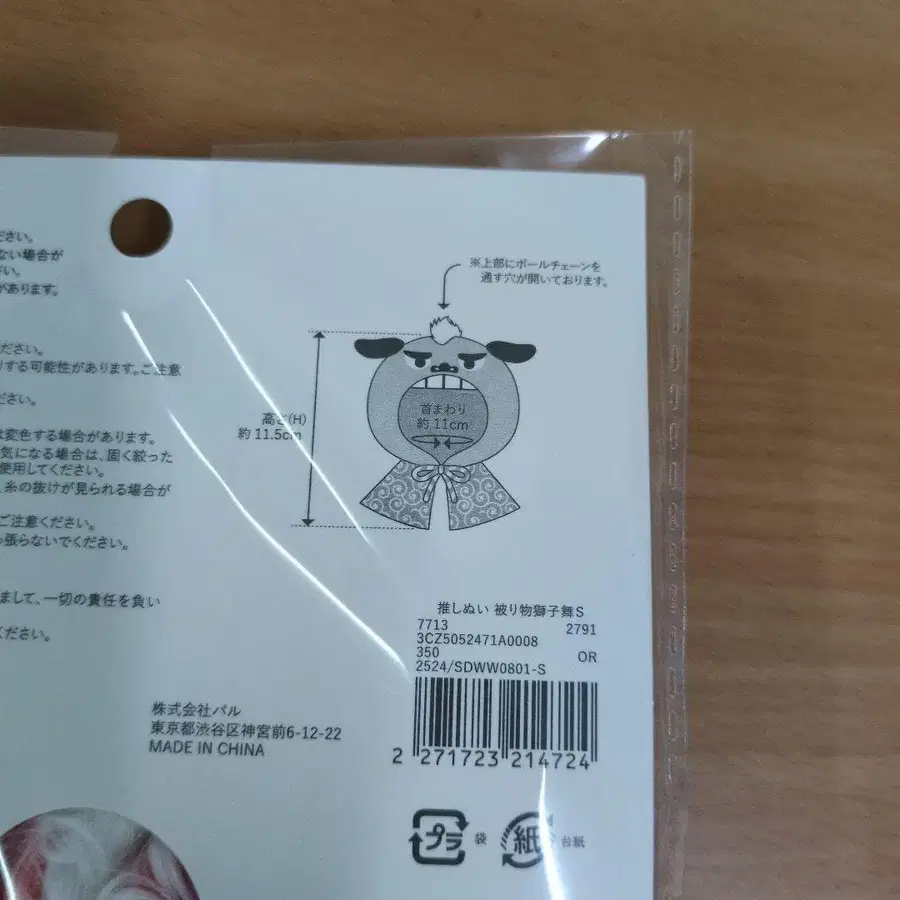 ださい。
ない場合が
さい。
があります。
ださい。
りする可能性があります。ご注意
ださい。
は変色する場合があります。
気になる場合は、固く絞った
使用してください。
、糸の抜けが見られる場合が
ご注意ください。
っ張らないでください。
まして、一切の責任を負い
ください。
※上部にボールチェーンを
通す穴が開いております。
高さ(H)
約 11.5cm
首まわり
約 11cm
推しぬい 被り物獅子舞S
7713 2791
3CZ5052471A0008
350 OR
2524/SDWW0801-S
2 271723 214724
株式会社パル
東京都渋谷区神宮前6-12-22
MADE IN CHINA
プラ 袋
紙 台紙